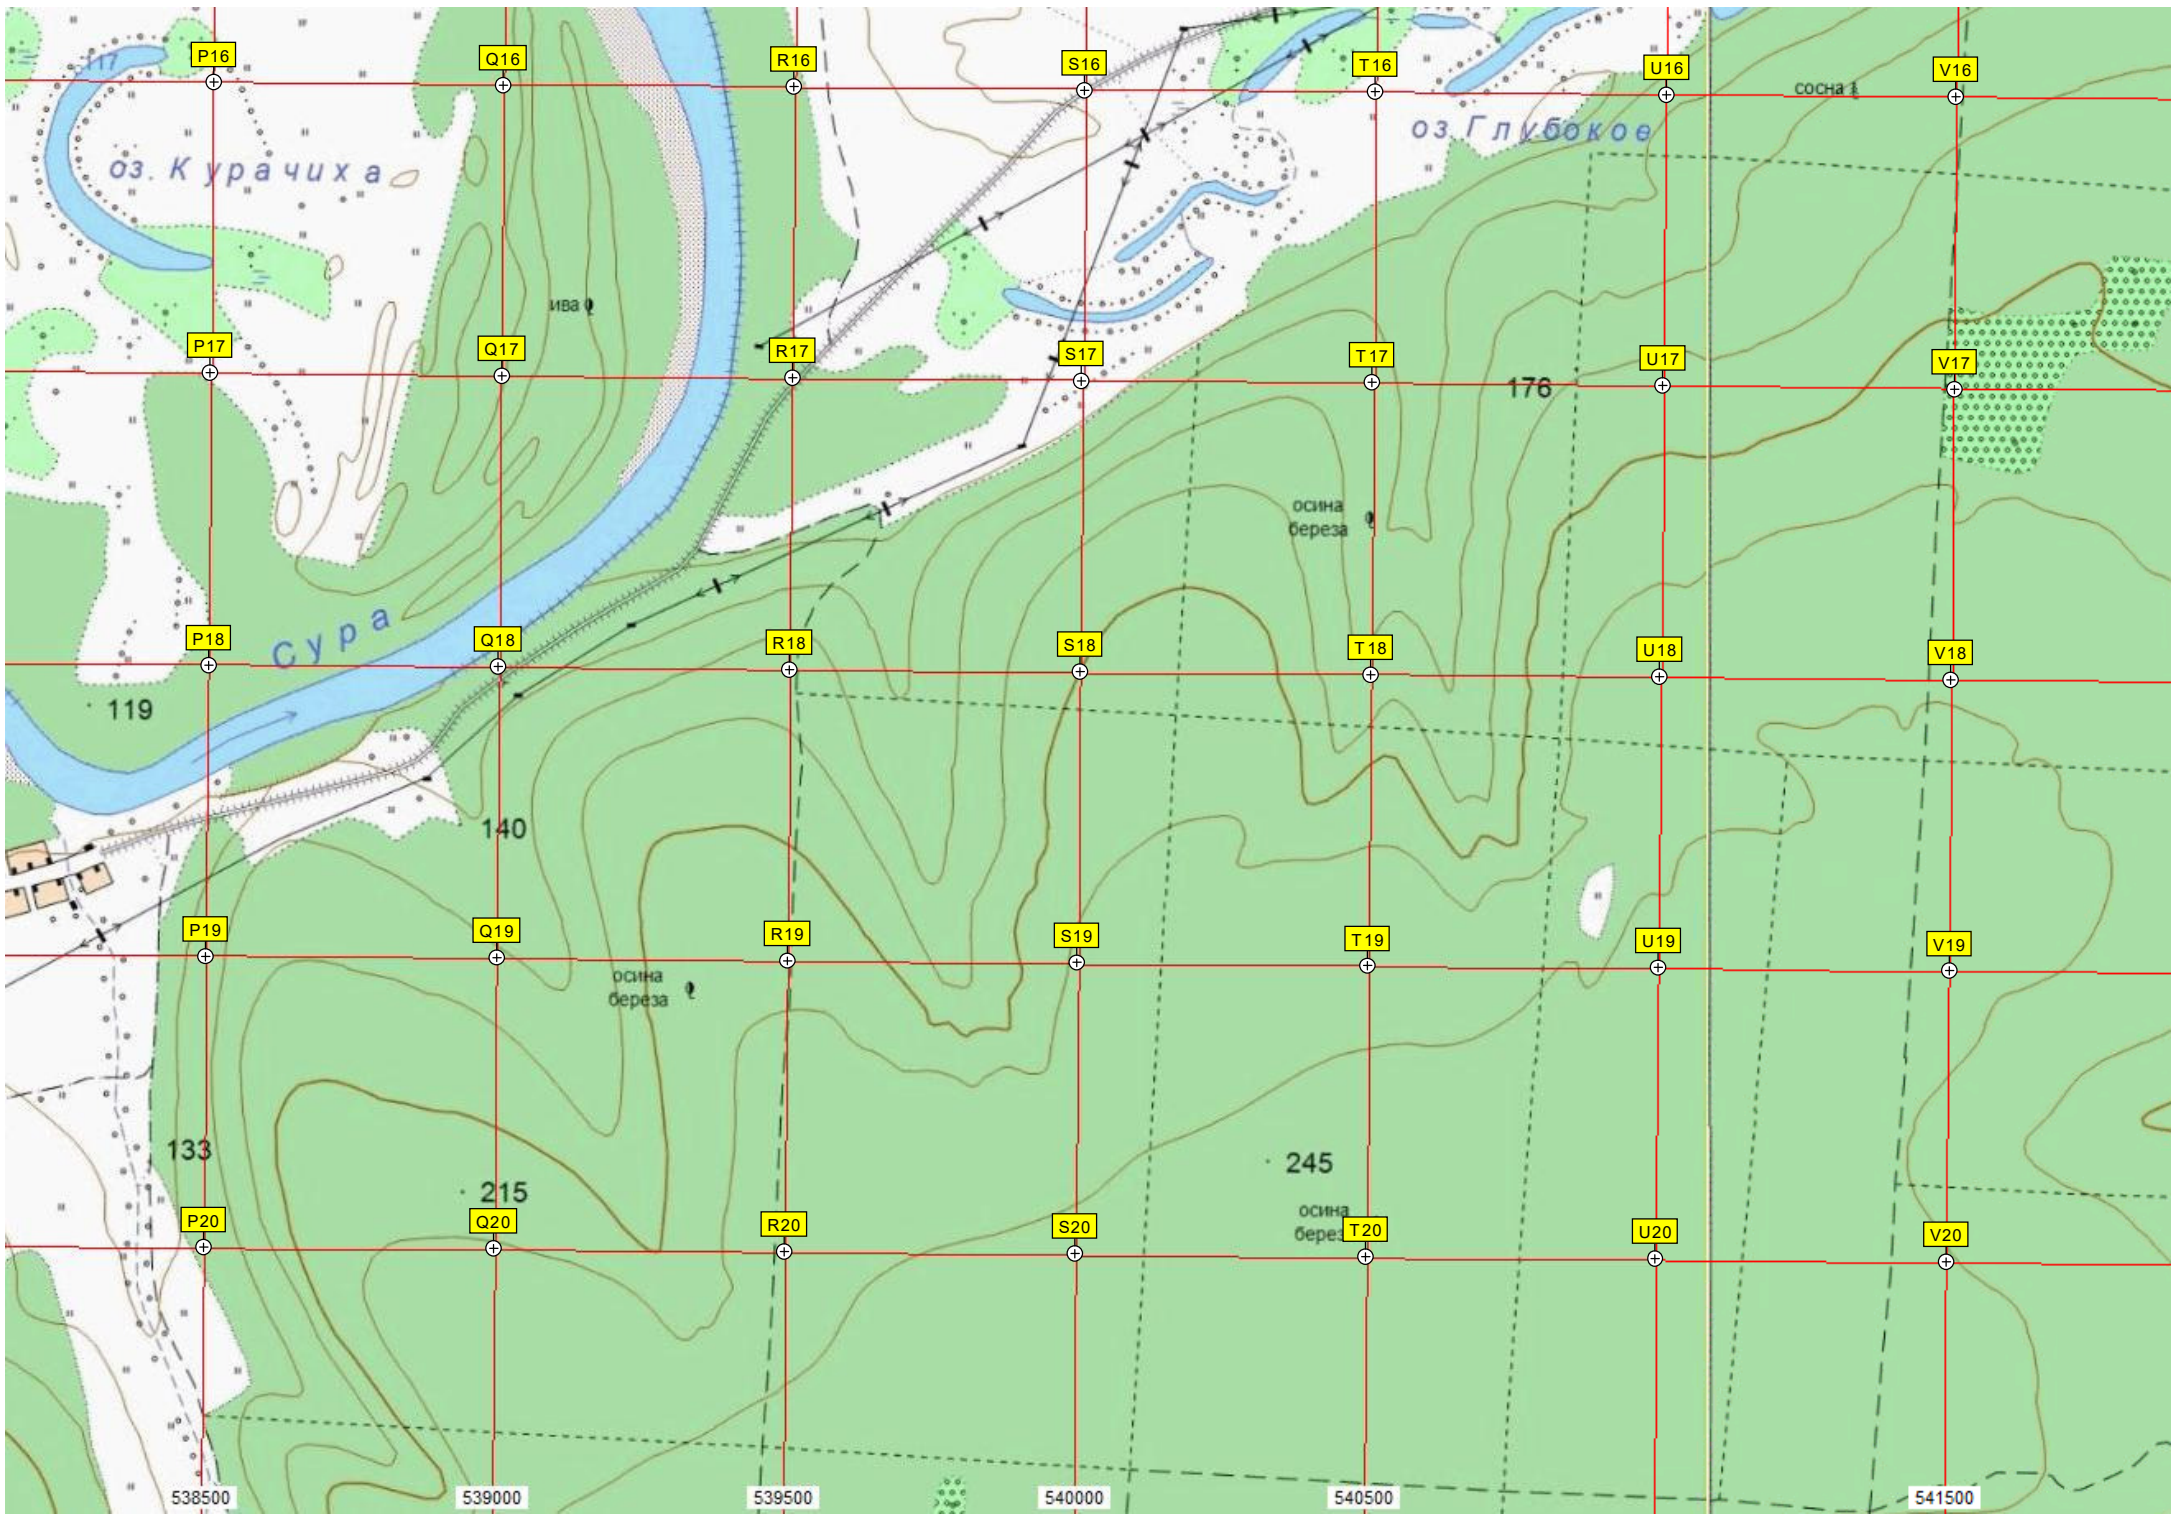 P16
Q16
R16
S16
T16
U16
V16
117
сосна
оз. Глубокое
оз. Курачиха
ива
P17
Q17
R17
S17
T17
U17
V17
176
осина
береза
Сура
P18
Q18
R18
S18
T18
U18
V18
119
140
P19
Q19
R19
S19
T19
U19
V19
осина
береза
133
215
245
осина
P20
Q20
R20
S20
T20
U20
V20
538500
539000
539500
540000
540500
541500